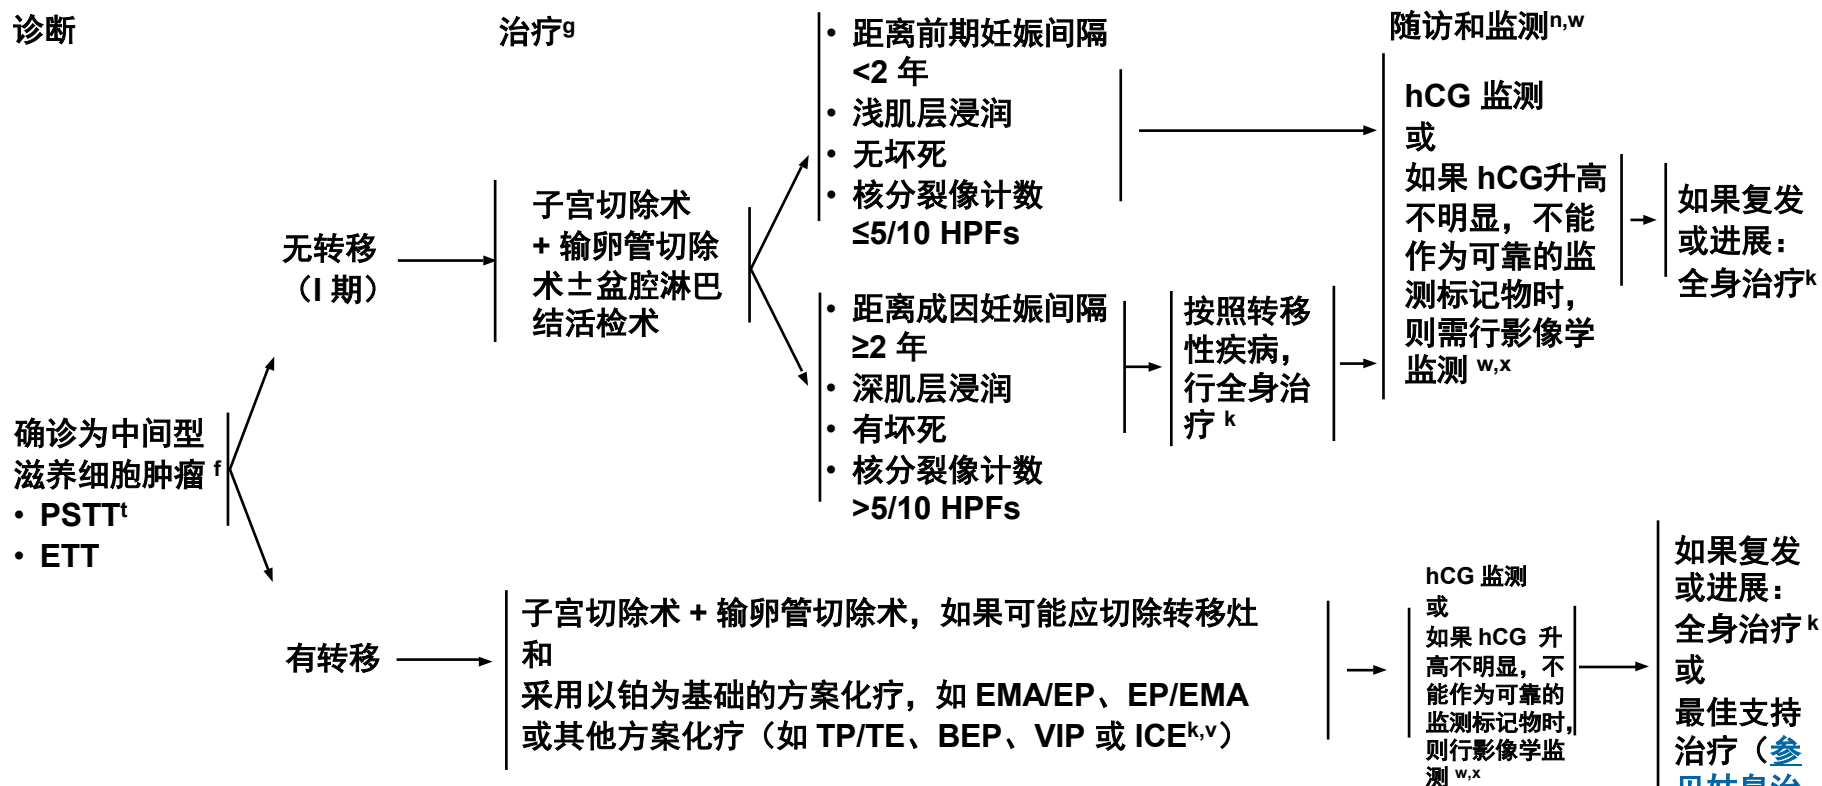 诊断
治疗g
随访和监测n,w
确诊为中间型
滋养细胞肿瘤 f
• PSTTt
• ETT
无转移
（I 期）
子宫切除术
+ 输卵管切除
术±盆腔淋巴
结活检术
• 距离前期妊娠间隔
<2 年
• 浅肌层浸润
• 无坏死
• 核分裂像计数
≤5/10 HPFs
• 距离成因妊娠间隔
≥2 年
• 深肌层浸润
• 有坏死
• 核分裂像计数
>5/10 HPFs
按照转移
性疾病，
行全身治
疗 k
hCG 监测
或
如果 hCG升高
不明显，不能
作为可靠的监
测标记物时，
则需行影像学
监测 w,x
如果复发
或进展：
全身治疗k
有转移
子宫切除术 + 输卵管切除术，如果可能应切除转移灶
和
采用以铂为基础的方案化疗，如 EMA/EP、EP/EMA
或其他方案化疗（如 TP/TE、BEP、VIP 或 ICEk,v）
hCG 监测
或
如果 hCG 升
高不明显，不
能作为可靠的
监测标记物时，
则行影像学监
测 w,x
如果复发
或进展：
全身治疗 k
或
最佳支持
治疗（参